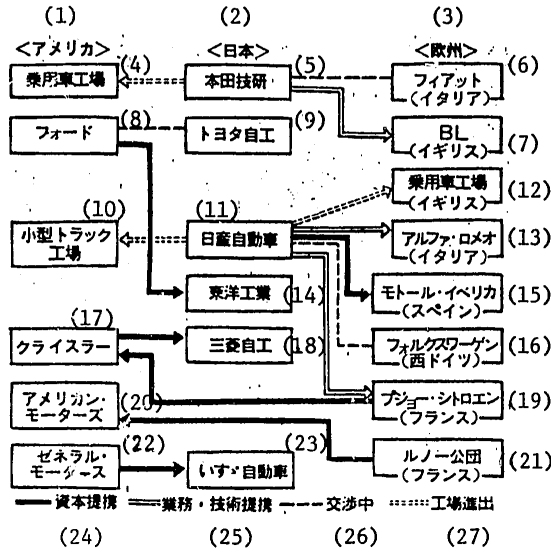 (1) (2) (3)
<アメリカ> <日本> <欧州>
(4) (5) (6)
乗用車工場 本田技研 フィアット
(イタリア)
(8) (9) BL
フォード トヨタ自工 (イギリス) (7)
乗用車工場
(イギリス) (12)
(10) (11)
小型トラック 日産自動車 アルファ・ロメオ (13)
工場 (イタリア)
東洋工業 (14) モトール・イベリカ (15)
(スペイン)
(17)
クライスラー 三菱自工 (18) フォルクスワーゲン (16)
(西ドイツ)
アメリカン・ (20) プジョー・シトロエン (19)
モーターズ (フランス)
ゼネラル・ (22) (23) ルノー公団 (21)
モータース いすゞ自動車 (フランス)
資本提携 業務・技術提携 交渉中 工場進出
(24) (25) (26) (27)